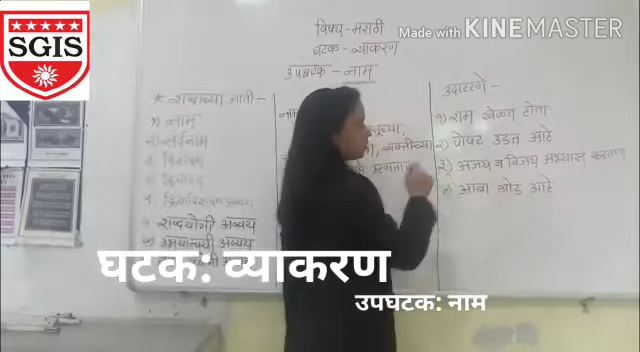 SGIS
Made with KINEMASTER
विषय - मराठी
घटक - व्याकरण
उपघटक - नाम
* शब्दाच्या जाती -
१) नाम
२) सर्वनाम
३) विशेषण
४) क्रियापद
५) क्रियाविशेषण अव्यय
शब्दयोगी अव्यय
उभयान्वयी अव्यय
व्यक्तीच्या
उदाहरणे -
१) राम खेळत होता
२) पोपट उडत आहे
३) अजय व विजय अभ्यास करतात
४) आंबा गोड आहे
घटक: व्याकरण
उपघटक: नाम